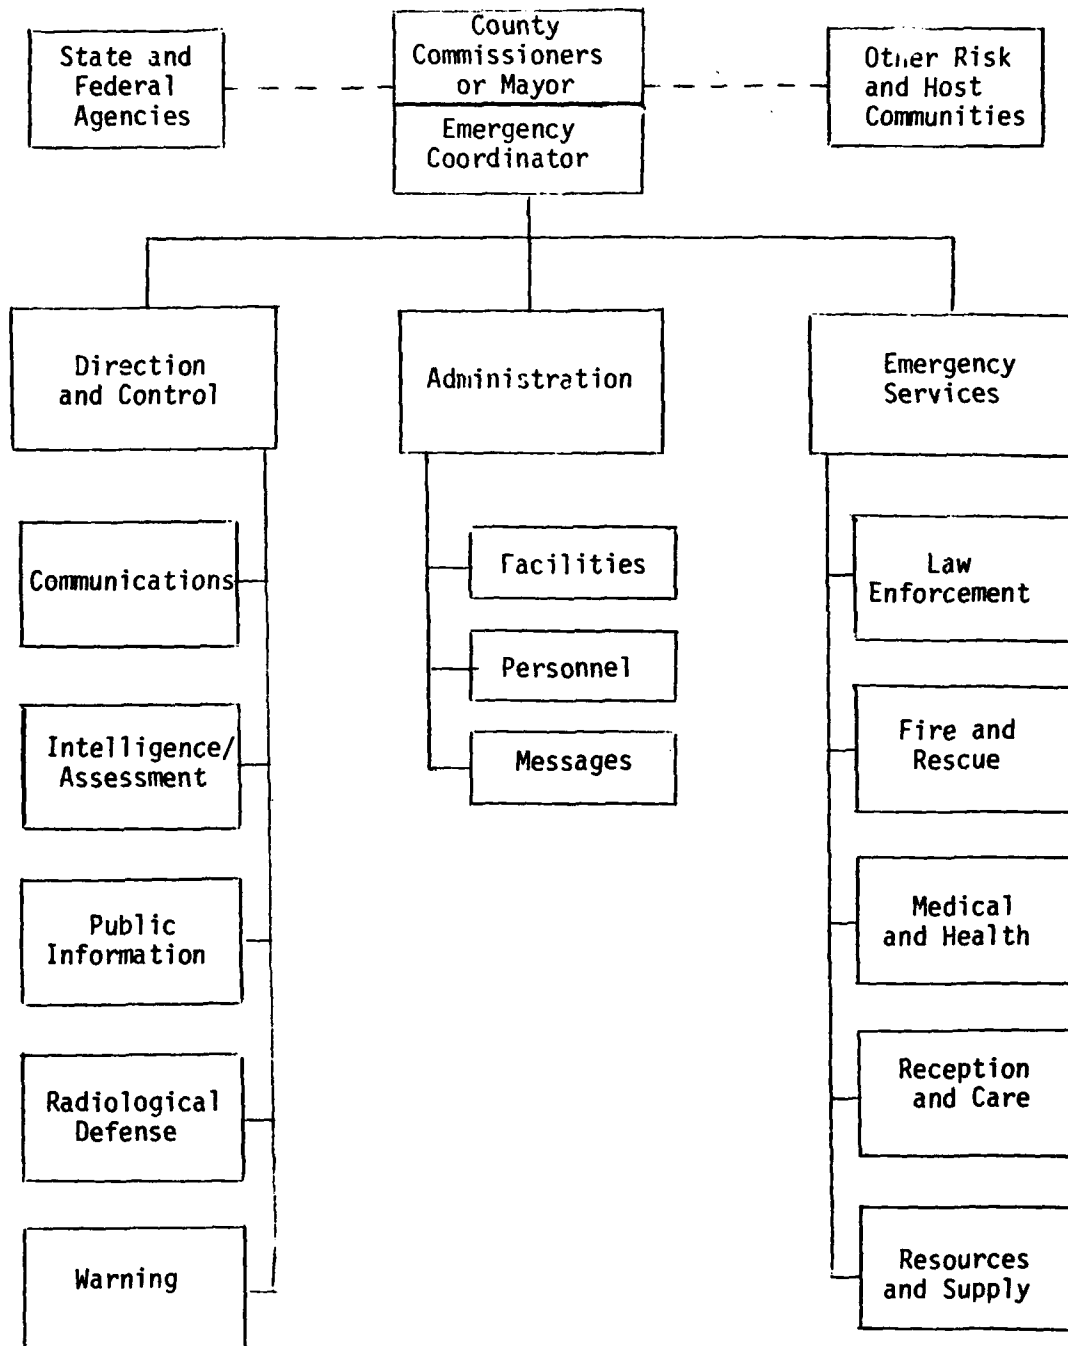 State and
Federal
Agencies
County
Commissioners
or Mayor
Emergency
Coordinator
Other Risk
and Host
Communities
Direction
and Control
Administration
Emergency
Services
Communications
Intelligence/
Assessment
Public
Information
Radiological
Defense
Warning
Facilities
Personnel
Messages
Law
Enforcement
Fire and
Rescue
Medical
and Health
Reception
and Care
Resources
and Supply